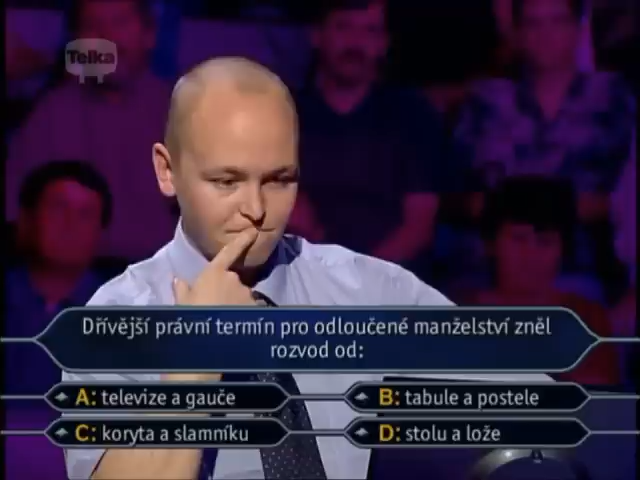 Telka
Dřívější právní termín pro odloučené manželství zněl
rozvod od:
A: televize a gauče
B: tabule a postele
C: koryta a slamníku
D: stolu a lože